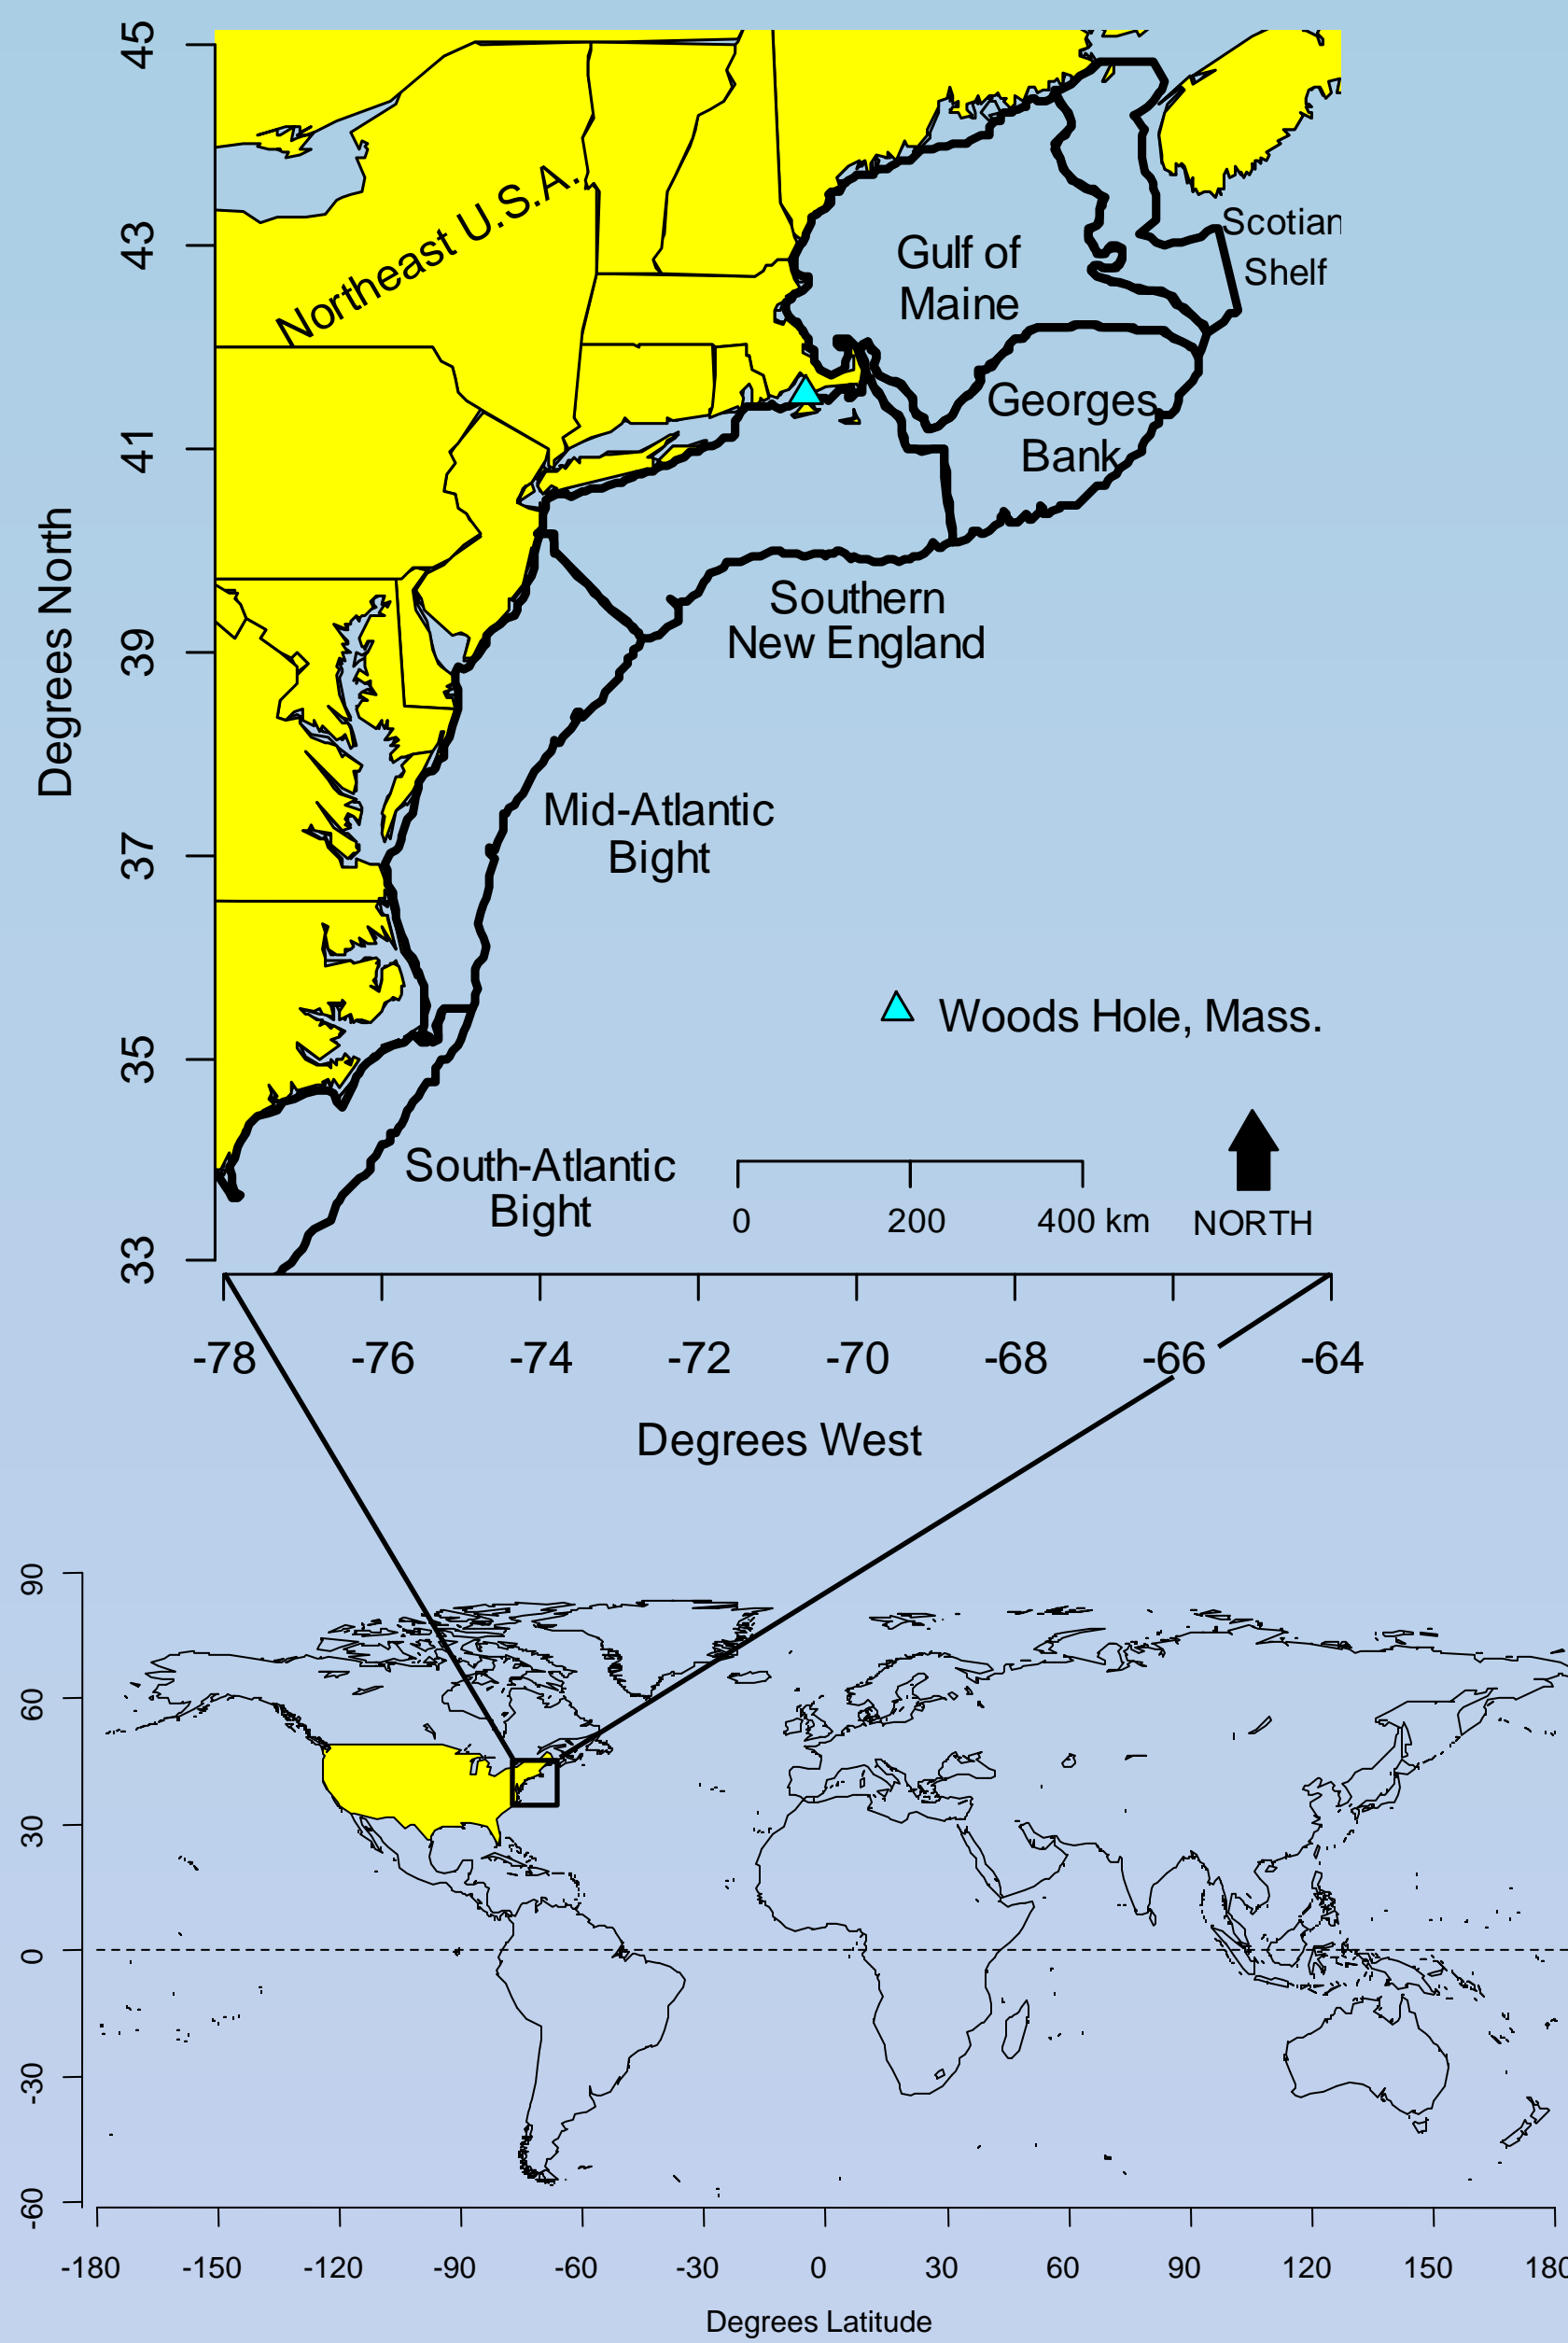 45
43
41
39
37
35
33
Degrees North
Northeast U.S.A.
Gulf of
Maine
Scotian
Shelf
Georges
Bank
Southern
New England
Mid-Atlantic
Bight
Woods Hole, Mass.
South-Atlantic
Bight
0 200 400 km
NORTH
-78 -76 -74 -72 -70 -68 -66 -64
Degrees West
90
60
30
0
-30
-60
-180 -150 -120 -90 -60 -30 0 30 60 90 120 150 180
Degrees Latitude